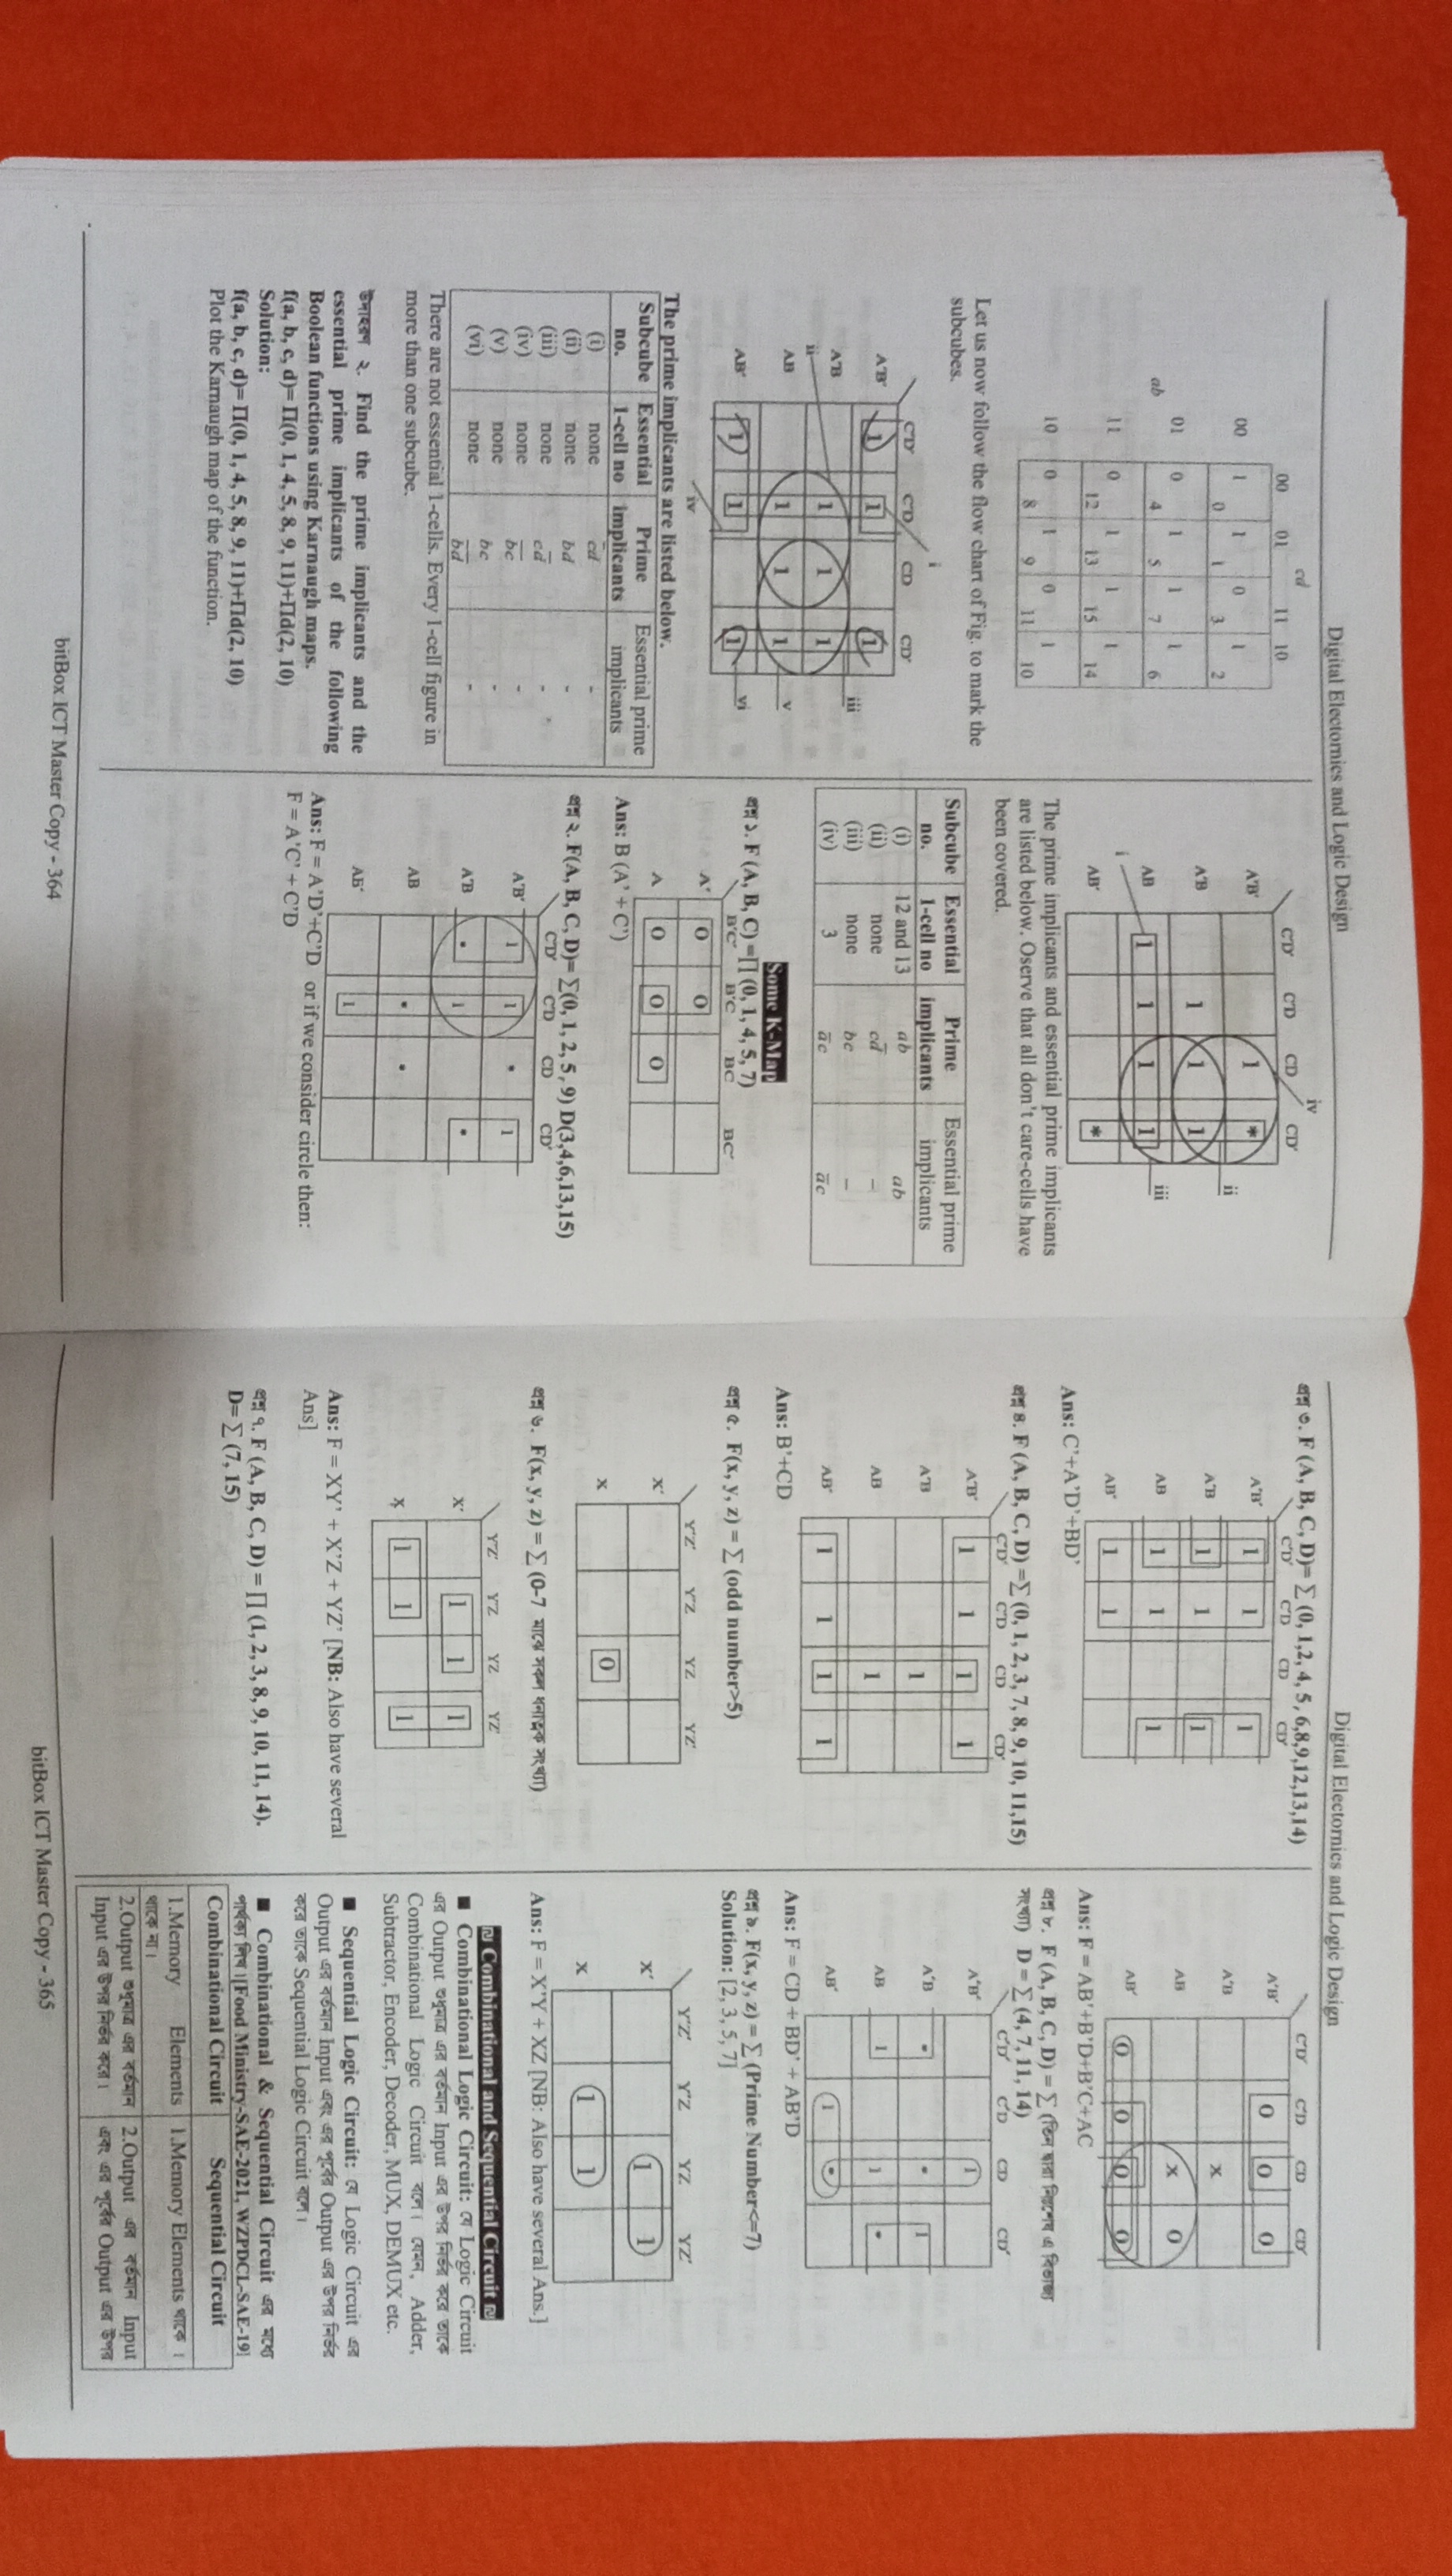 Digital Electornics and Logic Design
cd
00 01 11 10
00 1 1 0 1
0 1 3 2
01 0 1 1 1
ab
4 5 7 6
11 0 1 1 1
12 13 15 14
10 0 1 0 1
8 9 11 10
Let us now follow the flow chart of Fig. to mark the
subcubes.
i
C'D' C'D CD CD'
A'B' 1 1 1
iii
A'B 1 1 1
ii
AB 1 1 1 v
AB' 1 1 1 vi
iv
The prime implicants are listed below.
Subcube Essential Prime Essential prime
no. 1-cell no implicants implicants
(i) none c̅d -
(ii) none bd -
(iii) none cd̅ -
(iv) none b̅c̅ -
(v) none bc -
(vi) none b̅d̅ -
There are not essential 1-cells. Every 1-cell figure in
more than one subcube.
উদাহরণ ২. Find the prime implicants and the
essential prime implicants of the following
Boolean functions using Karnaugh maps.
f(a, b, c, d)= Π(0, 1, 4, 5, 8, 9, 11)+Πd(2, 10)
Solution:
f(a, b, c, d)= Π(0, 1, 4, 5, 8, 9, 11)+Πd(2, 10)
Plot the Karnaugh map of the function.
iv
C'D' C'D CD CD'
A'B' 1 *
ii
A'B 1 1 1
iii
AB 1 1 1 1
i
AB' *
The prime implicants and essential prime implicants
are listed below. Oserve that all don't care-cells have
been covered.
Subcube Essential Prime Essential prime
no. 1-cell no implicants implicants
(i) 12 and 13 ab ab
(ii) none cd̅ –
(iii) none bc –
(iv) 3 a̅c a̅c
Some K-Map
প্রশ্ন ১. F (A, B, C) =∏ (0, 1, 4, 5, 7)
B'C' B'C BC BC'
A' 0 0
A 0 0 0
Ans: B (A' + C')
প্রশ্ন ২. F(A, B, C, D)= ∑(0, 1, 2, 5, 9) D(3,4,6,13,15)
C'D' C'D CD CD'
A'B' 1 1 • 1
A'B • 1 •
AB • •
AB' 1
Ans: F = A'D'+C'D or if we consider circle then:
F = A'C' + C'D
bitBox ICT Master Copy - 364
Digital Electornics and Logic Design
প্রশ্ন ৩. F (A, B, C, D)= ∑ (0, 1,2, 4, 5, 6,8,9,12,13,14)
C'D' C'D CD CD'
A'B' 1 1 1
A'B 1 1 1
AB 1 1 1
AB' 1 1
Ans: C'+A'D'+BD'
প্রশ্ন ৪. F (A, B, C, D) =∑ (0, 1, 2, 3, 7, 8, 9, 10, 11,15)
C'D' C'D CD CD'
A'B' 1 1 1 1
A'B 1
AB 1
AB' 1 1 1 1
Ans: B'+CD
প্রশ্ন ৫. F(x, y, z) = ∑ (odd number>5)
Y'Z' Y'Z YZ YZ'
X'
X 0
প্রশ্ন ৬. F(x, y, z) = ∑ (0-7 মাঝে সকল ধনাত্মক সংখ্যা)
Y'Z' Y'Z YZ YZ'
X' 1 1 1
X 1 1 1
Ans: F = XY' + X'Z + YZ' [NB: Also have several
Ans]
প্রশ্ন ৭. F (A, B, C, D) = ∏ (1, 2, 3, 8, 9, 10, 11, 14).
D= ∑ (7, 15)
C'D' C'D CD CD'
A'B' 0 0 0
A'B x
AB x 0
AB' 0 0 0 0
Ans: F = AB'+B'D+B'C+AC
প্রশ্ন ৮. F (A, B, C, D) = ∑ (তিন দ্বারা নিঃশেষ এ বিভাজ্য
সংখ্যা) D = ∑ (4, 7, 11, 14)
C'D' C'D CD CD'
A'B' 1
A'B • • 1
AB 1 1 •
AB' 1 •
Ans: F = CD + BD' + AB'D
প্রশ্ন ৯. F(x, y, z) = ∑ (Prime Number<=7)
Solution: [2, 3, 5, 7]
Y'Z' Y'Z YZ YZ'
X' 1 1
X 1 1
Ans: F = X'Y + XZ [NB: Also have several Ans.]
Combinational and Sequential Circuit
■ Combinational Logic Circuit: যে Logic Circuit
এর Output শুধুমাত্র এর বর্তমান Input এর উপর নির্ভর করে তাকে
Combinational Logic Circuit বলে। যেমন, Adder,
Subtractor, Encoder, Decoder, MUX, DEMUX etc.
■ Sequential Logic Circuit: যে Logic Circuit এর
Output এর বর্তমান Input এবং এর পূর্বের Output এর উপর নির্ভর
করে তাকে Sequential Logic Circuit বলে।
■ Combinational & Sequential Circuit এর মধ্যে
পার্থক্য লিখ।[Food Ministry-SAE-2021, WZPDCL-SAE-19]
Combinational Circuit Sequential Circuit
1.Memory Elements 1.Memory Elements থাকে ।
থাকে না।
2.Output শুধুমাত্র এর বর্তমান 2.Output এর বর্তমান Input
Input এর উপর নির্ভর করে। এবং এর পূর্বের Output এর উপর
bitBox ICT Master Copy - 365